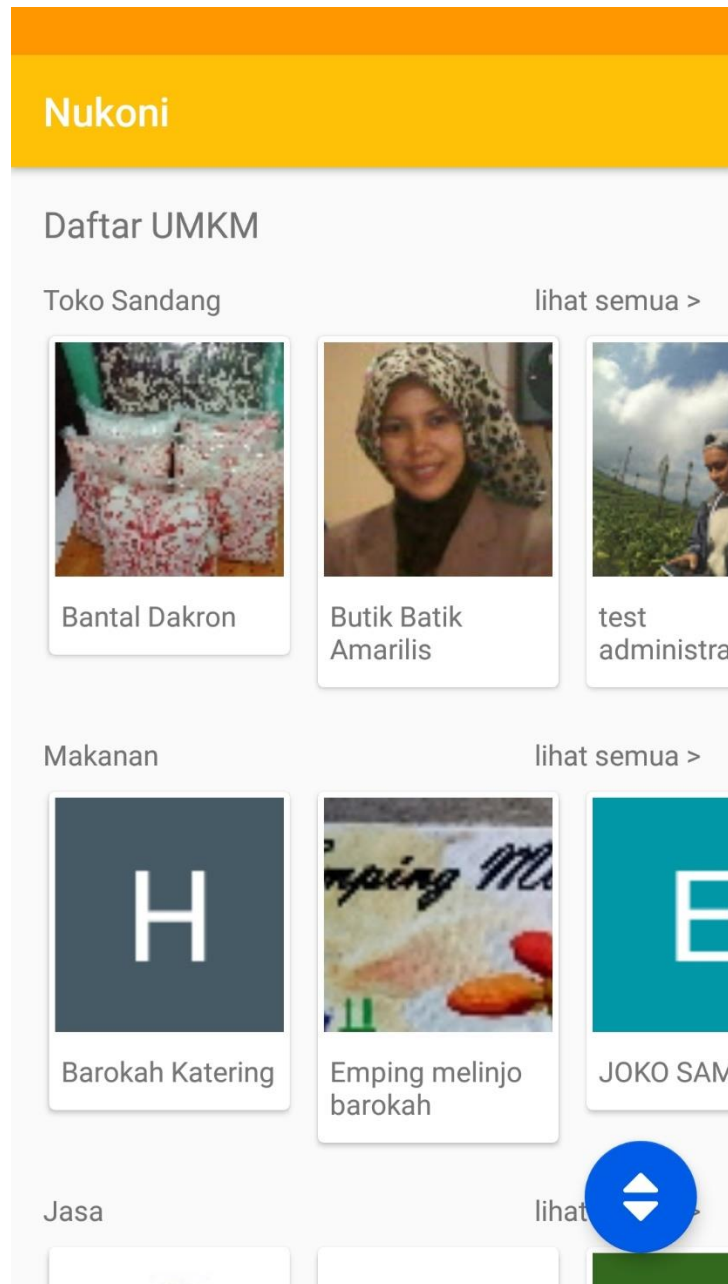 Nukoni
Daftar UMKM
Toko Sandang lihat semua >
Bantal Dakron
Butik Batik
Amarilis
test
administra
Makanan lihat semua >
H
mping M
E
Barokah Katering
Emping melinjo
barokah
JOKO SAM
Jasa lihat >